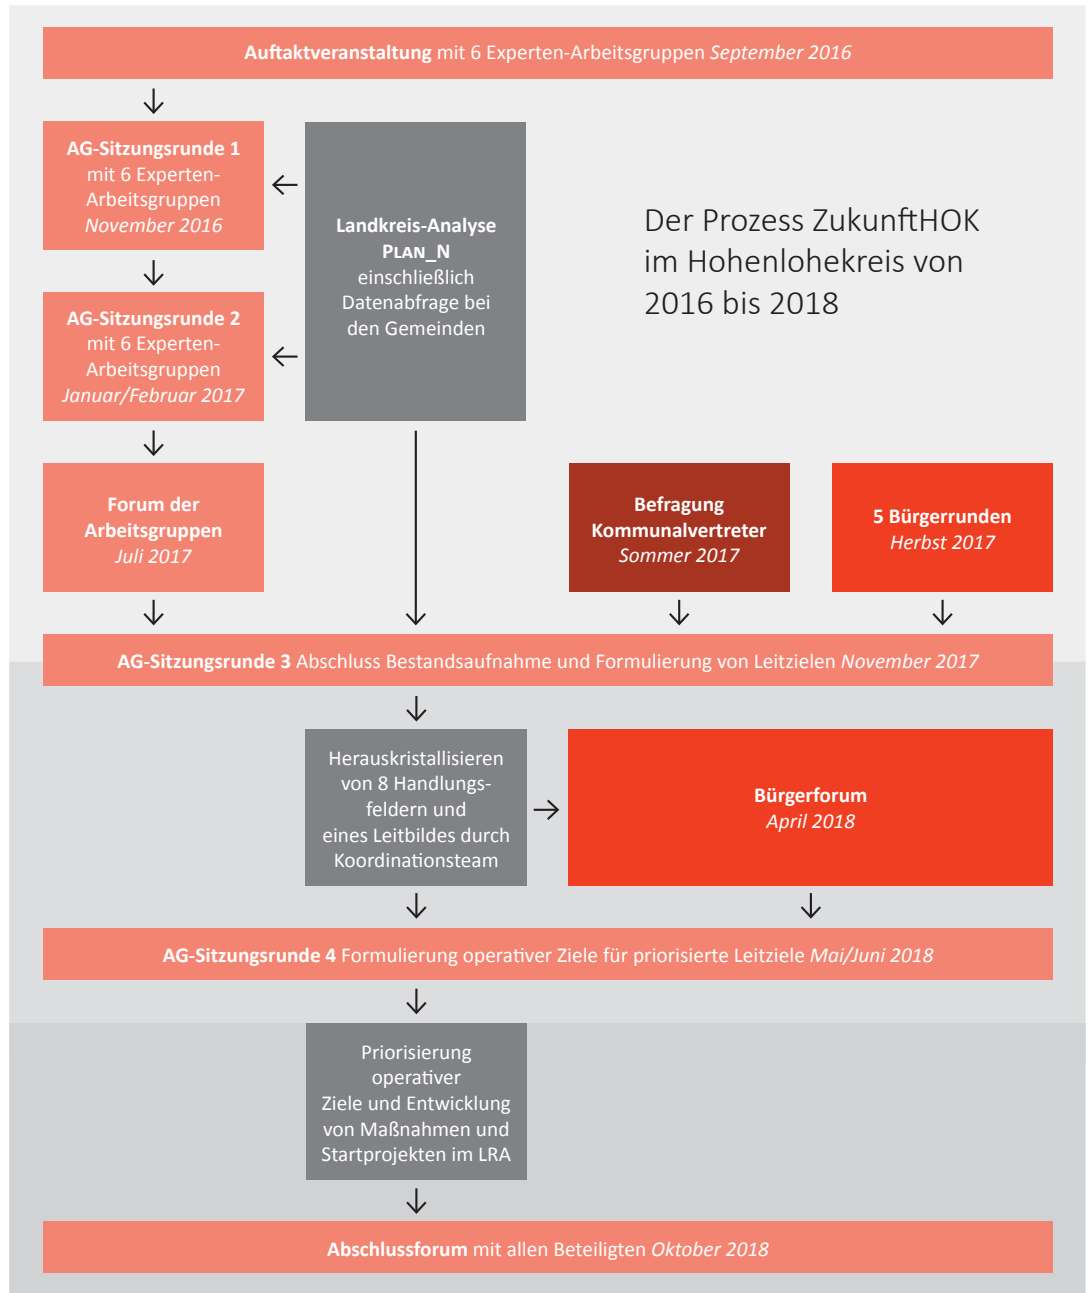 Auftaktveranstaltung mit 6 Experten-Arbeitsgruppen September 2016
AG-Sitzungsrunde 1
mit 6 Experten-
Arbeitsgruppen
November 2016
Landkreis-Analyse
PLAN_N
einschließlich
Datenabfrage bei
den Gemeinden
Der Prozess ZukunftHOK
im Hohenlohekreis von
2016 bis 2018
AG-Sitzungsrunde 2
mit 6 Experten-
Arbeitsgruppen
Januar/Februar 2017
Forum der
Arbeitsgruppen
Juli 2017
Befragung
Kommunalvertreter
Sommer 2017
5 Bürgerrunden
Herbst 2017
AG-Sitzungsrunde 3 Abschluss Bestandsaufnahme und Formulierung von Leitzielen November 2017
Herauskristallisieren
von 8 Handlungs-
feldern und
eines Leitbildes durch
Koordinationsteam
Bürgerforum
April 2018
AG-Sitzungsrunde 4 Formulierung operativer Ziele für priorisierte Leitziele Mai/Juni 2018
Priorisierung
operativer
Ziele und Entwicklung
von Maßnahmen und
Startprojekten im LRA
Abschlussforum mit allen Beteiligten Oktober 2018